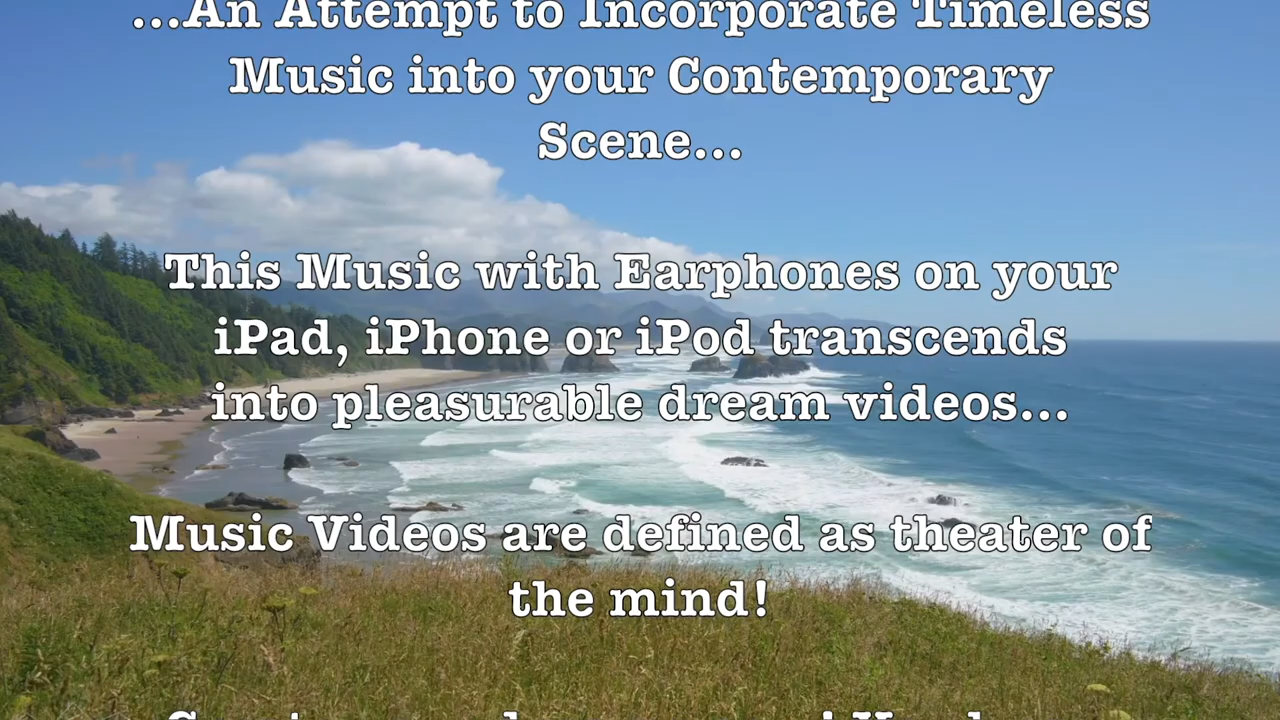 ...An Attempt to Incorporate Timeless
Music into your Contemporary
Scene...
This Music with Earphones on your
iPad, iPhone or iPod transcends
into pleasurable dream videos...
Music Videos are defined as theater of
the mind!